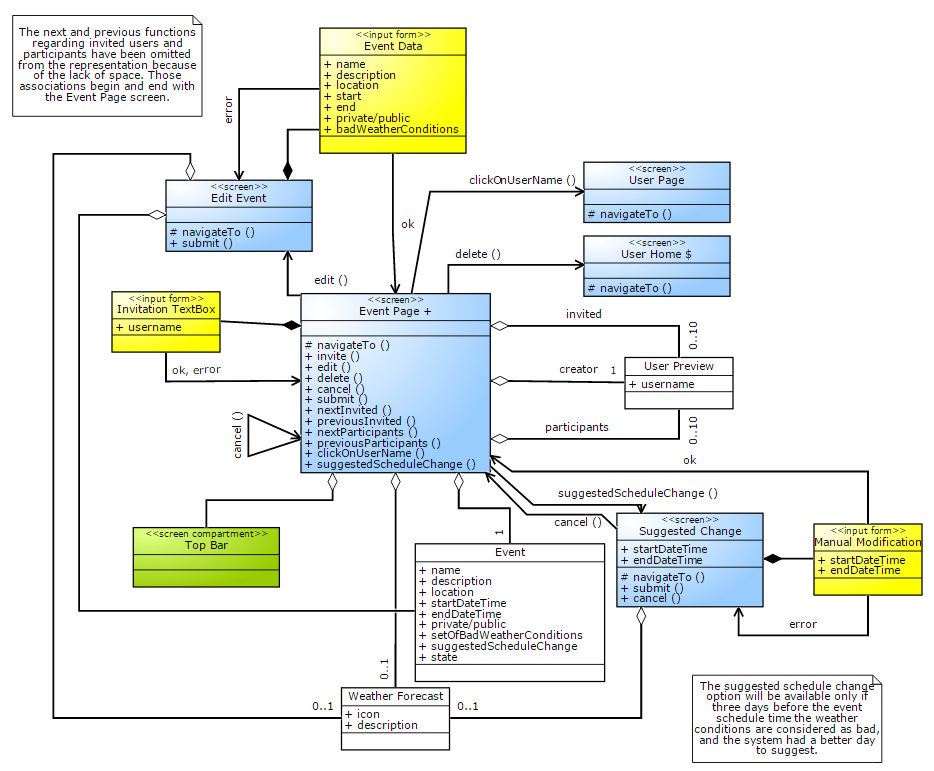 The next and previous functions
regarding invited users and
participants have been omitted
from the representation because
of the lack of space. Those
associations begin and end with
the Event Page screen.
<<input form>>
Event Data
+ name
+ description
+ location
+ start
+ end
+ private/public
+ badWeatherConditions
error
ok
<<screen>>
Edit Event
# navigateTo ()
+ submit ()
edit ()
clickOnUserName ()
<<screen>>
User Page
# navigateTo ()
delete ()
<<screen>>
User Home $
# navigateTo ()
<<input form>>
Invitation TextBox
+ username
ok, error
<<screen>>
Event Page +
# navigateTo ()
+ invite ()
+ edit ()
+ delete ()
+ cancel ()
+ submit ()
+ nextInvited ()
+ previousInvited ()
+ nextParticipants ()
+ previousParticipants ()
+ clickOnUserName ()
+ suggestedScheduleChange ()
cancel ()
invited
0..10
creator
1
User Preview
+ username
participants
0..10
ok
suggestedScheduleChange ()
cancel ()
<<screen compartment>>
Top Bar
1
Event
+ name
+ description
+ location
+ startDateTime
+ endDateTime
+ private/public
+ setOfBadWeatherConditions
+ suggestedScheduleChange
+ state
<<screen>>
Suggested Change
+ startDateTime
+ endDateTime
# navigateTo ()
+ submit ()
+ cancel ()
<<input form>>
Manual Modification
+ startDateTime
+ endDateTime
error
0..1
0..1
Weather Forecast
+ icon
+ description
0..1
The suggested schedule change
option will be available only if
three days before the event
schedule time the weather
conditions are considered as bad,
and the system had a better day
to suggest.